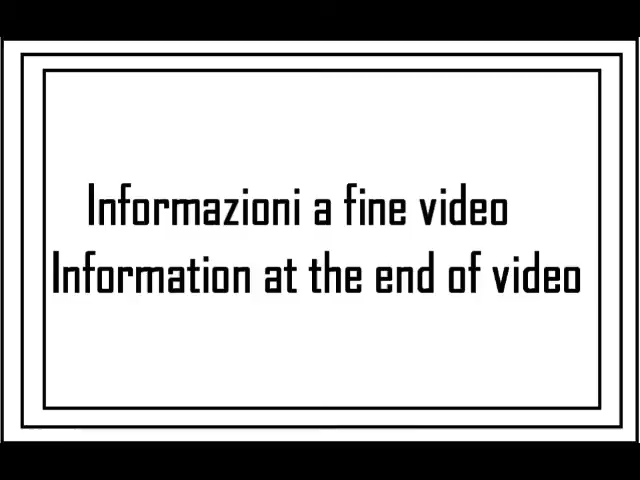 Informazioni a fine video
Information at the end of video